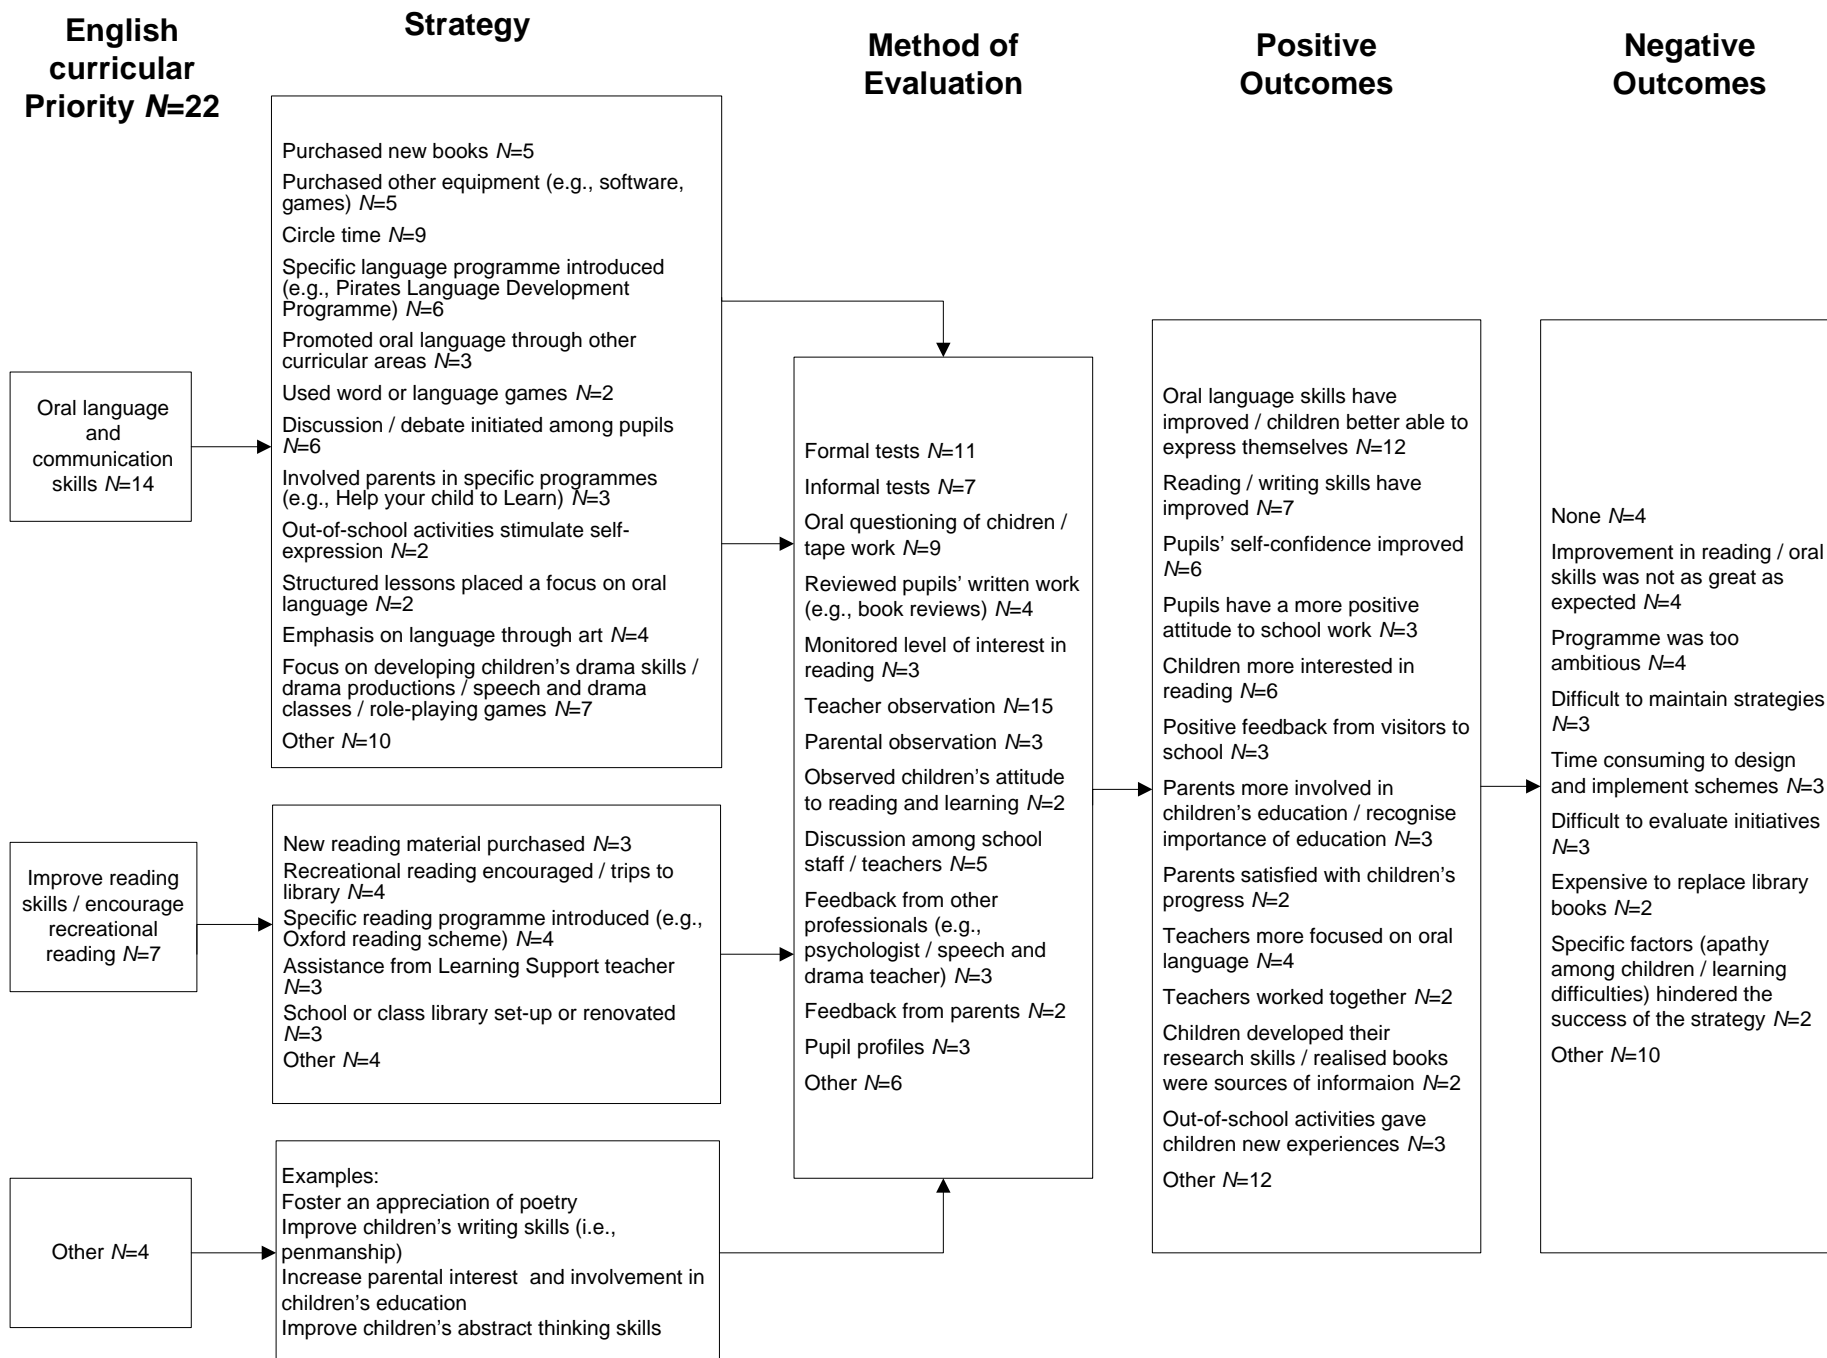 English
curricular
Priority N=22
Strategy
Method of
Evaluation
Positive
Outcomes
Negative
Outcomes
Oral language
and
communication
skills N=14
Purchased new books N=5
Purchased other equipment (e.g., software,
games) N=5
Circle time N=9
Specific language programme introduced
(e.g., Pirates Language Development
Programme) N=6
Promoted oral language through other
curricular areas N=3
Used word or language games N=2
Discussion / debate initiated among pupils
N=6
Involved parents in specific programmes
(e.g., Help your child to Learn) N=3
Out-of-school activities stimulate self-
expression N=2
Structured lessons placed a focus on oral
language N=2
Emphasis on language through art N=4
Focus on developing children's drama skills /
drama productions / speech and drama
classes / role-playing games N=7
Other N=10
Improve reading
skills / encourage
recreational
reading N=7
New reading material purchased N=3
Recreational reading encouraged / trips to
library N=4
Specific reading programme introduced (e.g.,
Oxford reading scheme) N=4
Assistance from Learning Support teacher
N=3
School or class library set-up or renovated
N=3
Other N=4
Other N=4
Examples:
Foster an appreciation of poetry
Improve children's writing skills (i.e.,
penmanship)
Increase parental interest  and involvement in
children's education
Improve children's abstract thinking skills
Formal tests N=11
Informal tests N=7
Oral questioning of chidren /
tape work N=9
Reviewed pupils' written work
(e.g., book reviews) N=4
Monitored level of interest in
reading N=3
Teacher observation N=15
Parental observation N=3
Observed children's attitude
to reading and learning N=2
Discussion among school
staff / teachers N=5
Feedback from other
professionals (e.g.,
psychologist / speech and
drama teacher) N=3
Feedback from parents N=2
Pupil profiles N=3
Other N=6
Oral language skills have
improved / children better able to
express themselves N=12
Reading / writing skills have
improved N=7
Pupils' self-confidence improved
N=6
Pupils have a more positive
attitude to school work N=3
Children more interested in
reading N=6
Positive feedback from visitors to
school N=3
Parents more involved in
children's education / recognise
importance of education N=3
Parents satisfied with children's
progress N=2
Teachers more focused on oral
language N=4
Teachers worked together N=2
Children developed their
research skills / realised books
were sources of informaion N=2
Out-of-school activities gave
children new experiences N=3
Other N=12
None N=4
Improvement in reading / oral
skills was not as great as
expected N=4
Programme was too
ambitious N=4
Difficult to maintain strategies
N=3
Time consuming to design
and implement schemes N=3
Difficult to evaluate initiatives
N=3
Expensive to replace library
books N=2
Specific factors (apathy
among children / learning
difficulties) hindered the
success of the strategy N=2
Other N=10